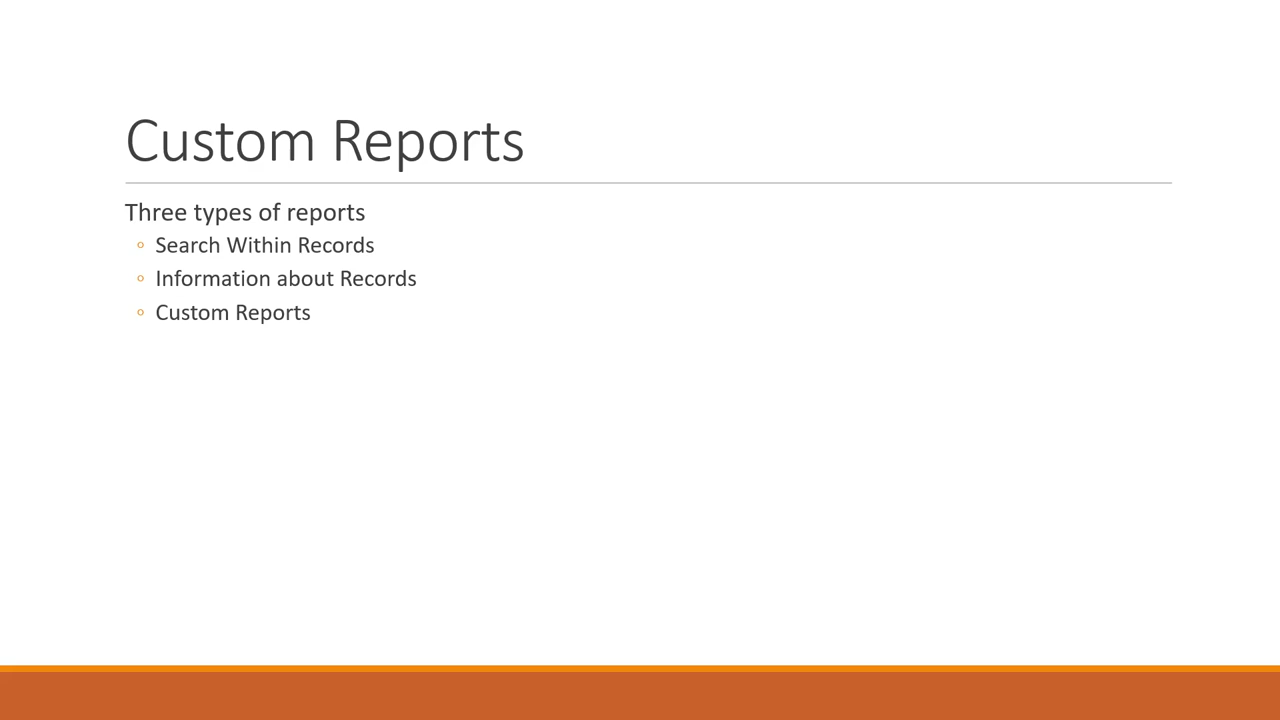 Custom Reports
Three types of reports
◦ Search Within Records
◦ Information about Records
◦ Custom Reports